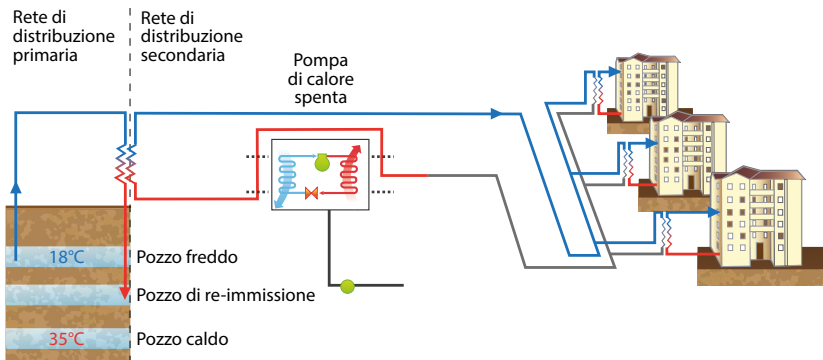 Rete di
distribuzione
primaria
Rete di
distribuzione
secondaria
Pompa
di calore
spenta
18°C
Pozzo freddo
Pozzo di re-immissione
35°C
Pozzo caldo